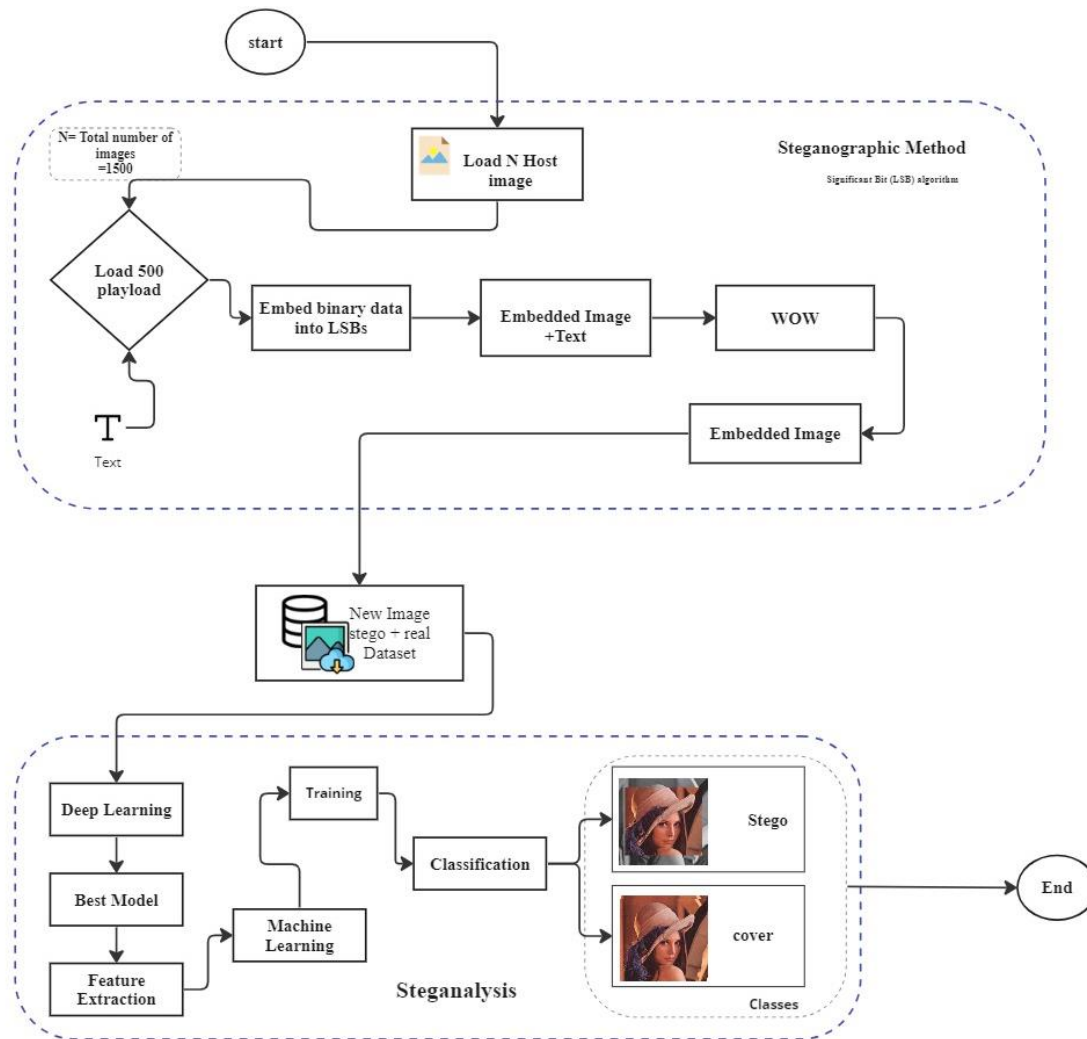 start
N= Total number of
images
=1500
Load N Host
image
Steganographic Method
Significant Bit (LSB) algorithm
Load 500
playload
Embed binary data
into LSBs
Embedded Image
+Text
WOW
Text
Embedded Image
New Image
stego + real
Dataset
Deep Learning
Best Model
Feature
Extraction
Machine
Learning
Training
Classification
Stego
cover
Classes
Steganalysis
End